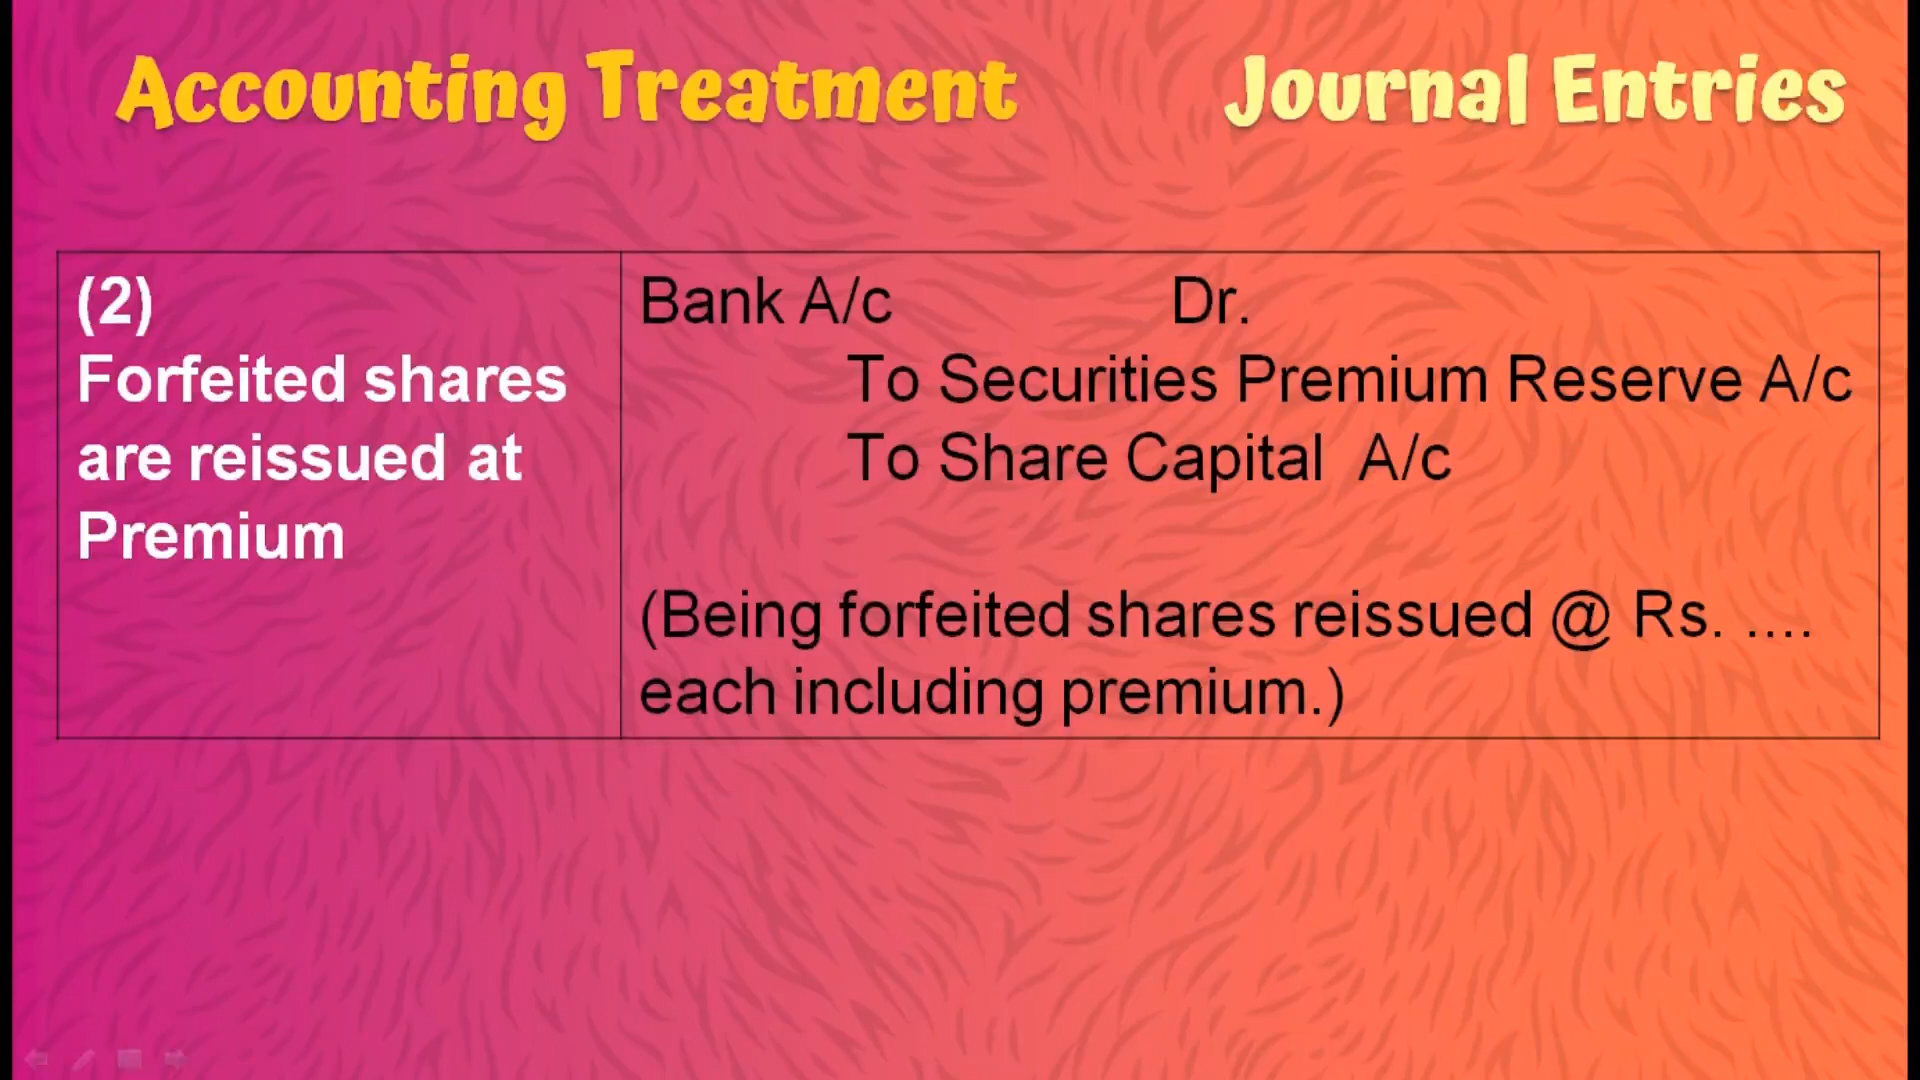 Accounting Treatment Journal Entries
(2)
Forfeited shares
are reissued at
Premium
Bank A/c Dr.
To Securities Premium Reserve A/c
To Share Capital A/c
(Being forfeited shares reissued @ Rs. ....
each including premium.)